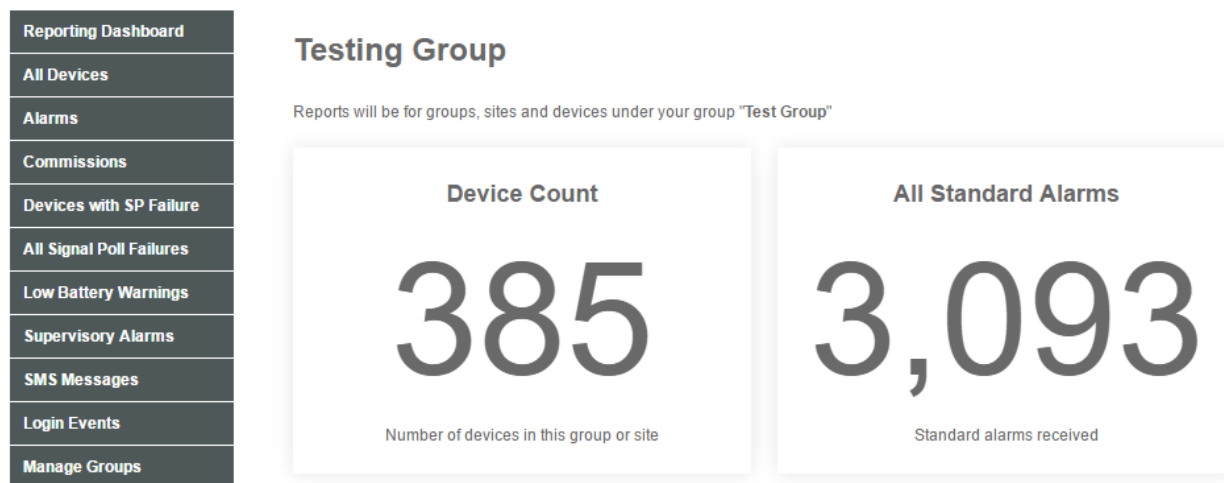 Reporting Dashboard
All Devices
Alarms
Commissions
Devices with SP Failure
All Signal Poll Failures
Low Battery Warnings
Supervisory Alarms
SMS Messages
Login Events
Manage Groups
Testing Group
Reports will be for groups, sites and devices under your group "Test Group"
Device Count
385
Number of devices in this group or site
All Standard Alarms
3,093
Standard alarms received